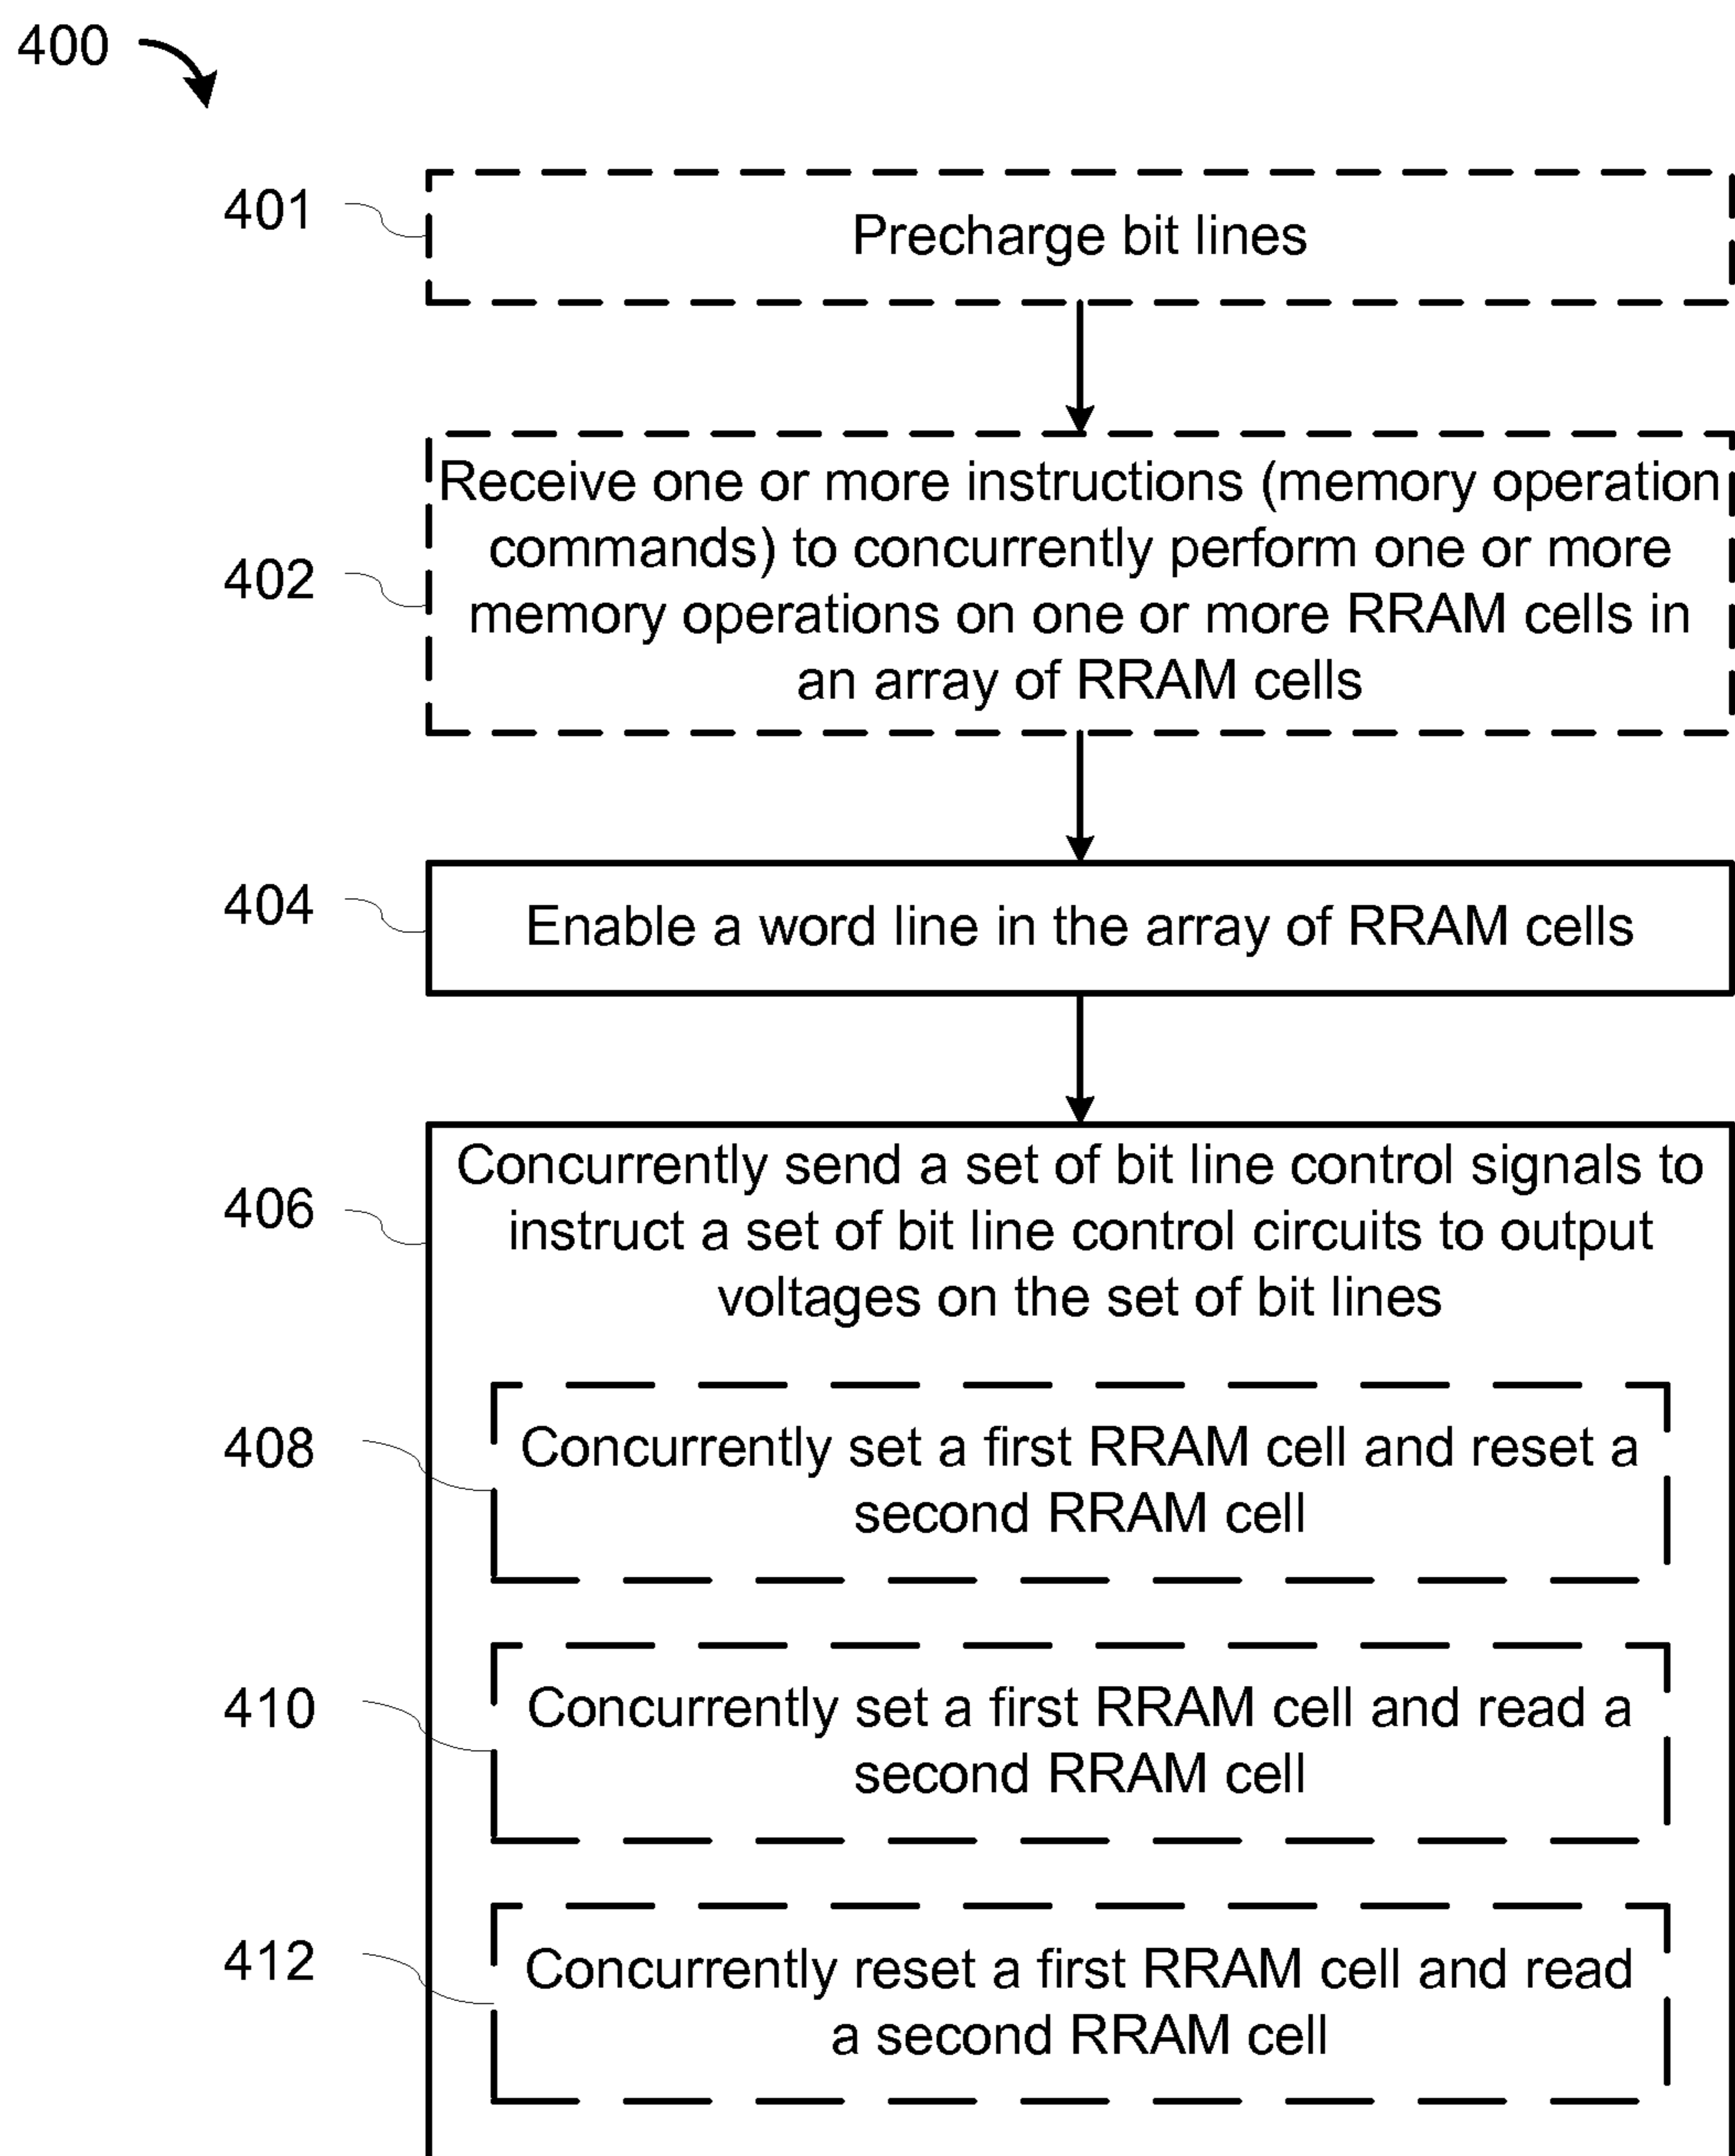 400
401
Precharge bit lines
402
Receive one or more instructions (memory operation
commands) to concurrently perform one or more
memory operations on one or more RRAM cells in
an array of RRAM cells
404
Enable a word line in the array of RRAM cells
406
Concurrently send a set of bit line control signals to
instruct a set of bit line control circuits to output
voltages on the set of bit lines
408
Concurrently set a first RRAM cell and reset a
second RRAM cell
410
Concurrently set a first RRAM cell and read a
second RRAM cell
412
Concurrently reset a first RRAM cell and read
a second RRAM cell